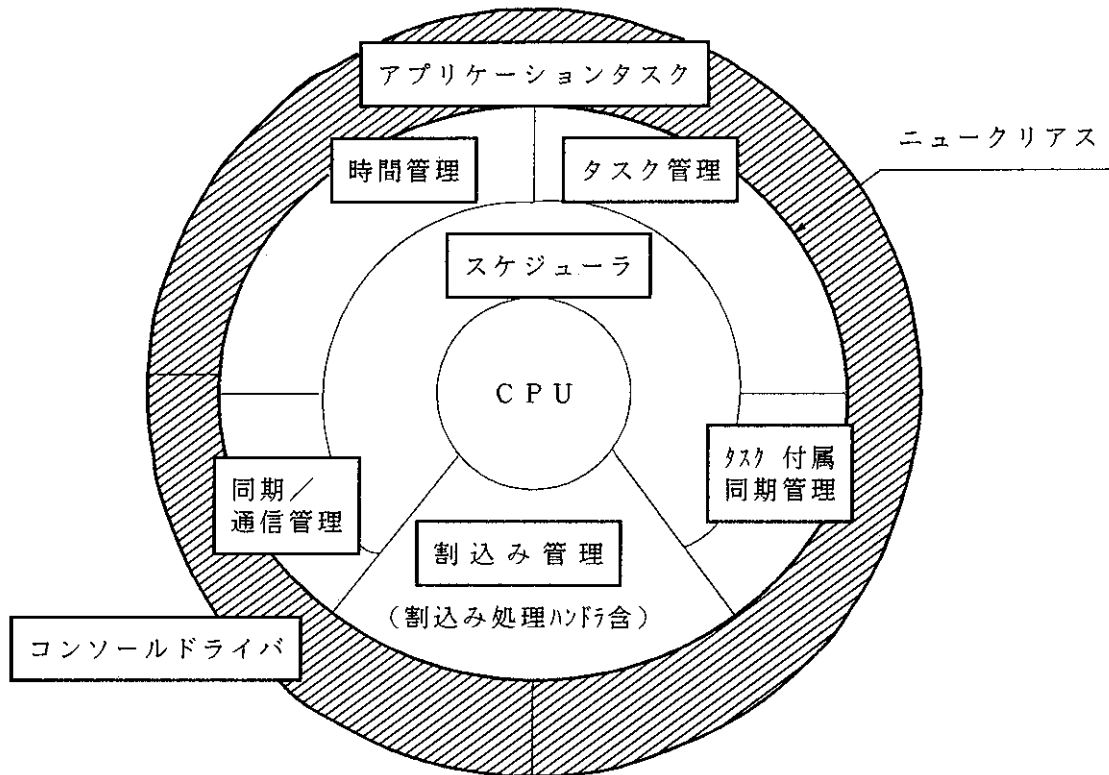 アプリケーションタスク
ニュークリアス
時間管理
タスク管理
スケジューラ
CPU
タスク 付属
同期管理
同期／
通信管理
割込み管理
(割込み処理ハンドラ含)
コンソールドライバ